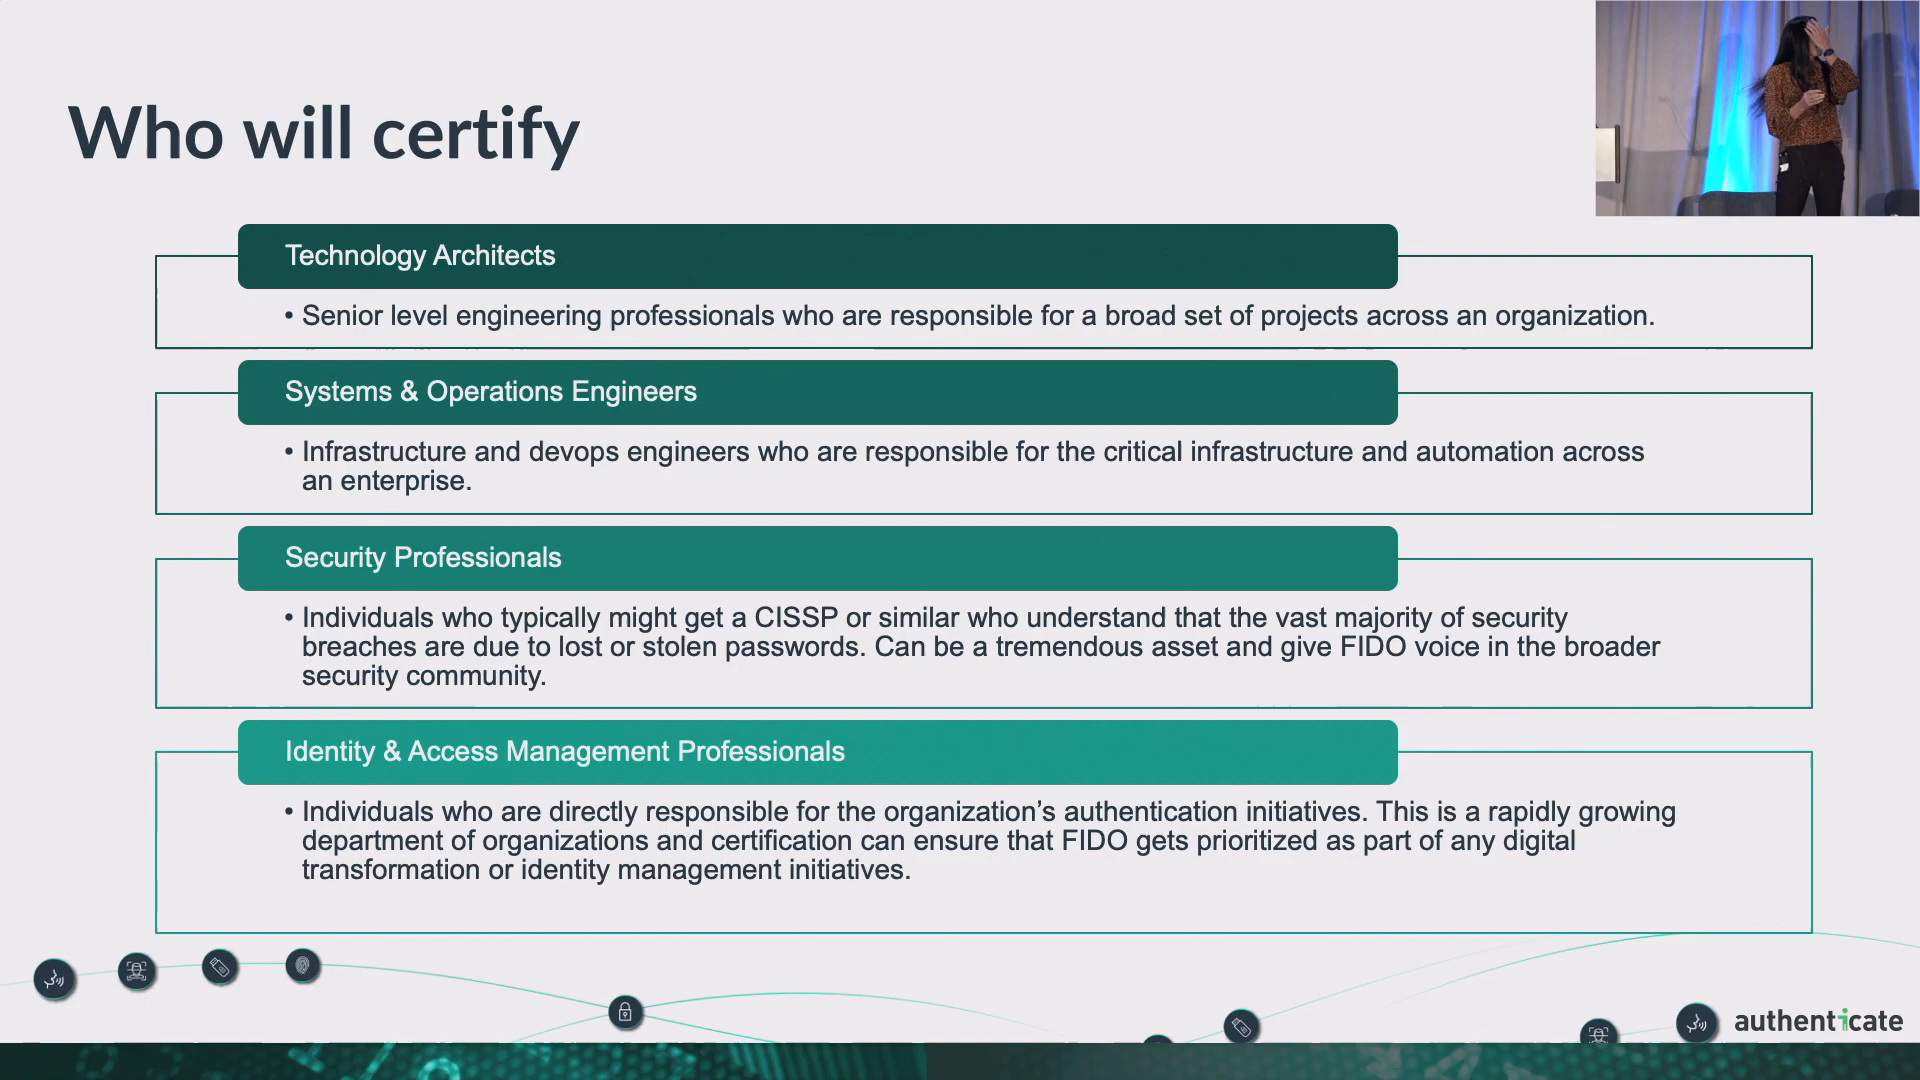 Who will certify
Technology Architects
• Senior level engineering professionals who are responsible for a broad set of projects across an organization.
Systems & Operations Engineers
• Infrastructure and devops engineers who are responsible for the critical infrastructure and automation across
an enterprise.
Security Professionals
• Individuals who typically might get a CISSP or similar who understand that the vast majority of security
breaches are due to lost or stolen passwords. Can be a tremendous asset and give FIDO voice in the broader
security community.
Identity & Access Management Professionals
• Individuals who are directly responsible for the organization’s authentication initiatives. This is a rapidly growing
department of organizations and certification can ensure that FIDO gets prioritized as part of any digital
transformation or identity management initiatives.
authenticate